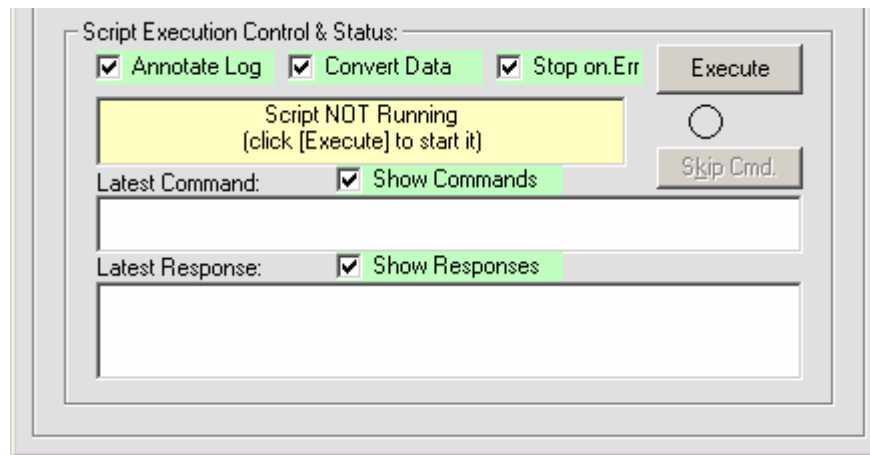 Script Execution Control & Status:
Annotate Log Convert Data Stop on.Err Execute
Script NOT Running
(click [Execute] to start it)
Skip Cmd.
Latest Command: Show Commands
Latest Response: Show Responses